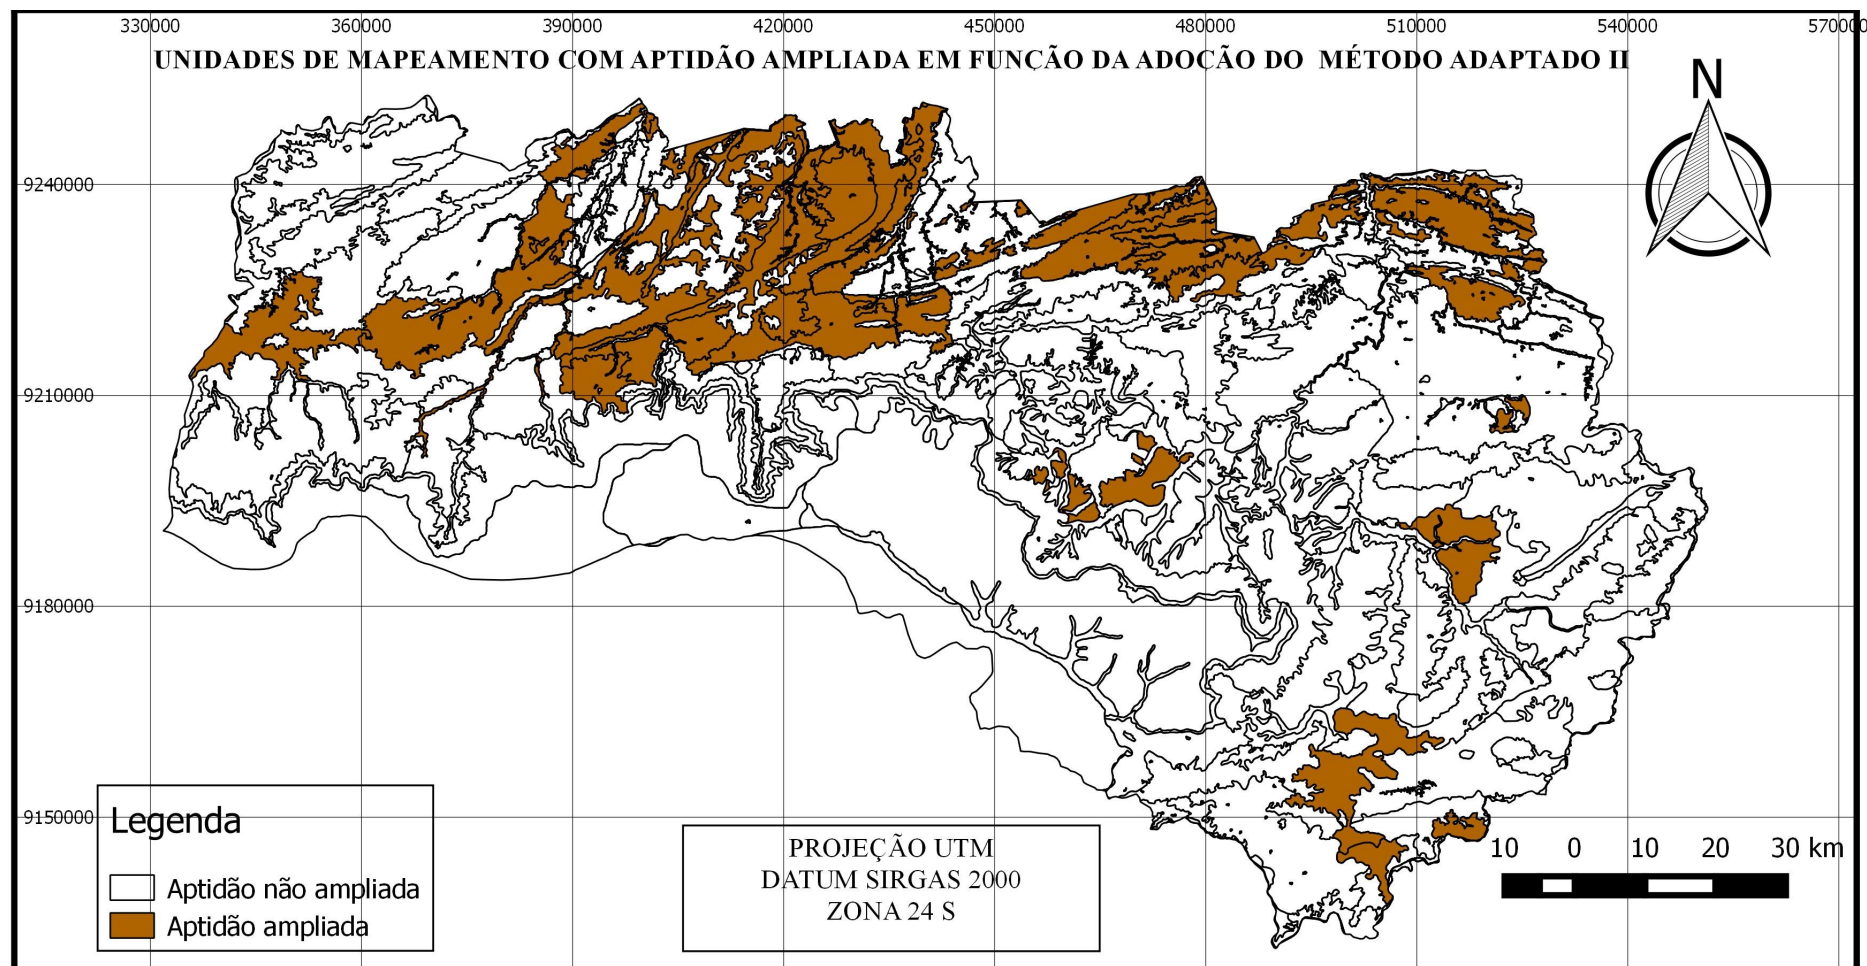 330000 360000 390000 420000 450000 480000 510000 540000 570000
UNIDADES DE MAPEAMENTO COM APTIDÃO AMPLIADA EM FUNÇÃO DA ADOÇÃO DO MÉTODO ADAPTADO II
N
9240000
9210000
9180000
9150000
Legenda
Aptidão não ampliada
Aptidão ampliada
PROJEÇÃO UTM
DATUM SIRGAS 2000
ZONA 24 S
10 0 10 20 30 km